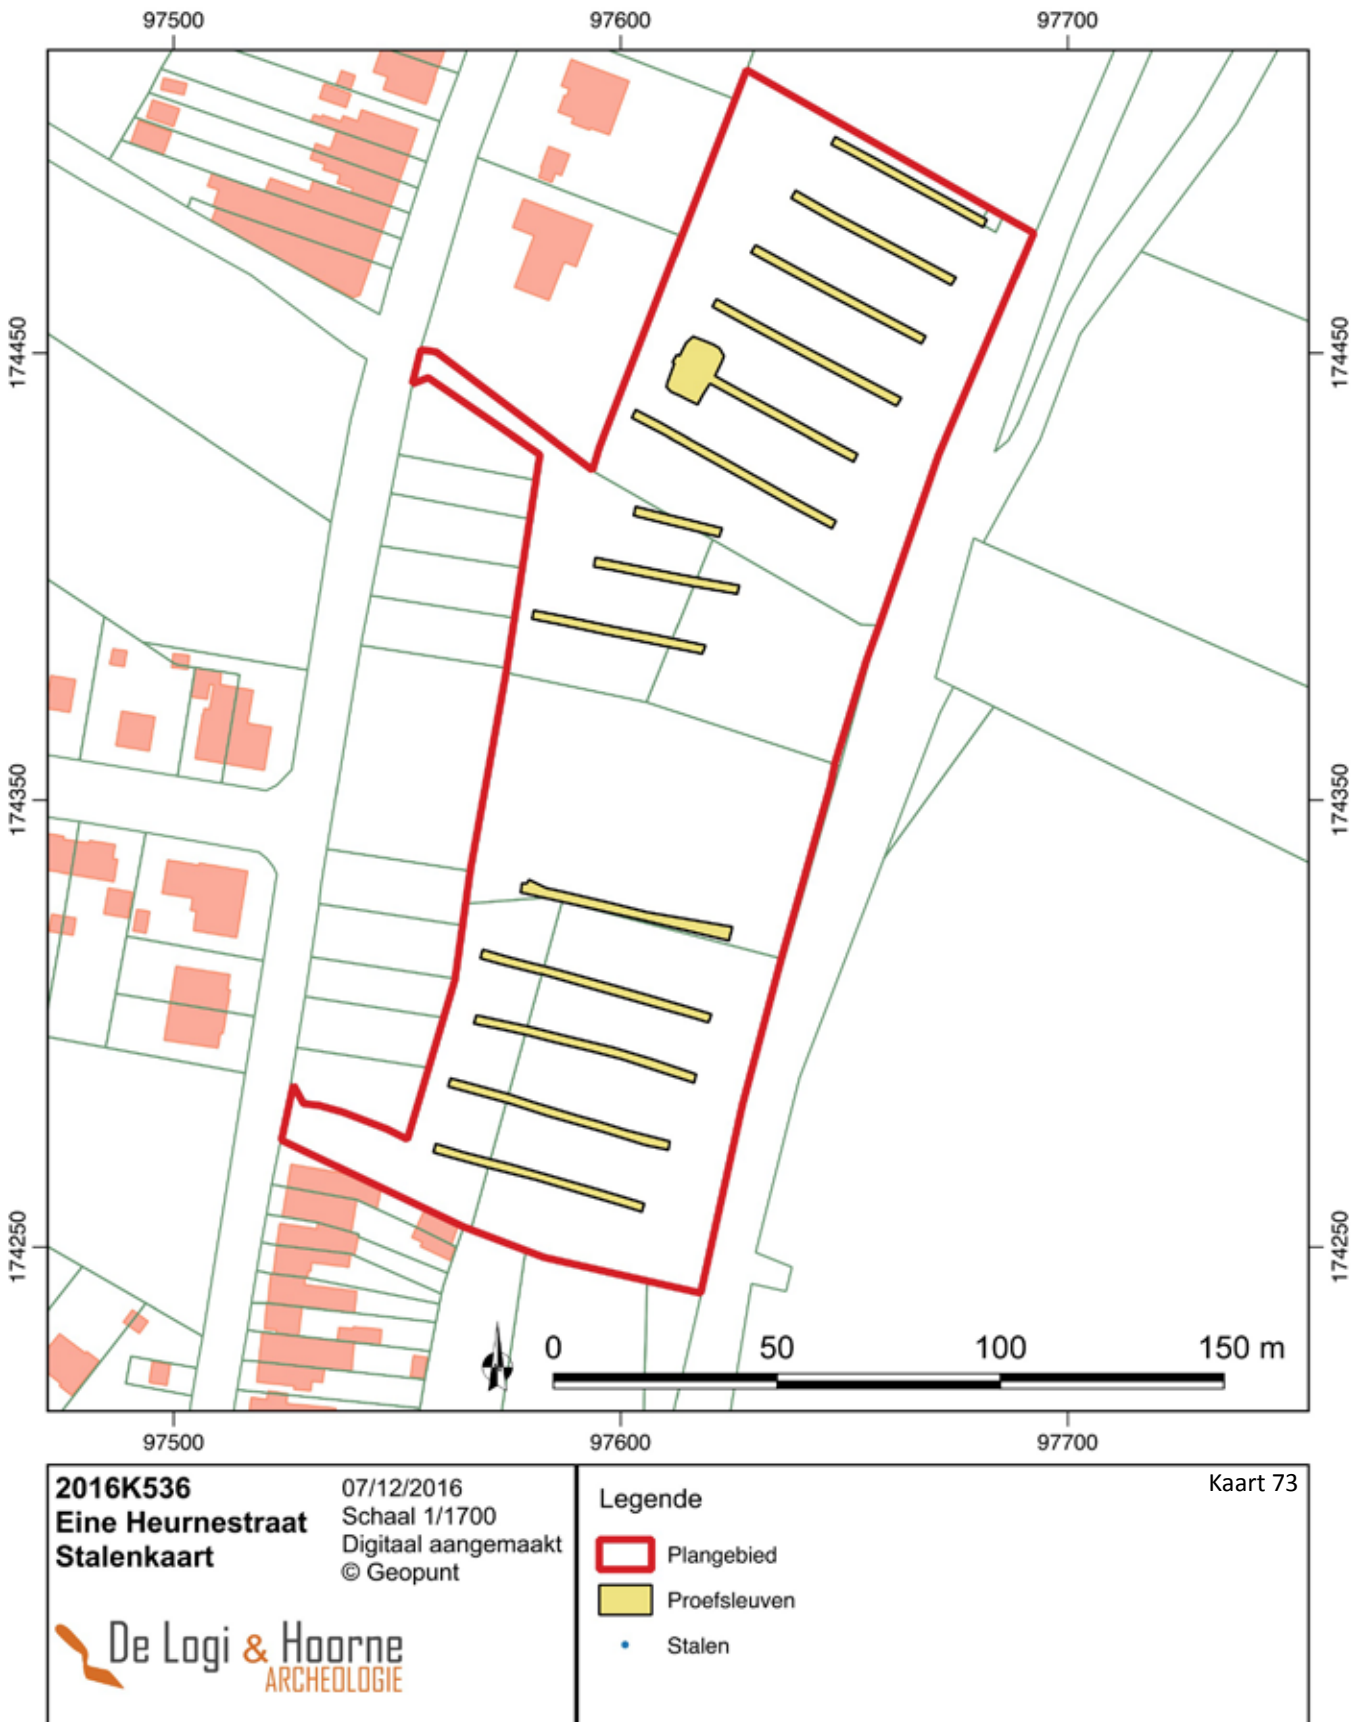 97500 97600 97700
174450 174450
174350 174350
174250 174250
0 50 100 150 m
97500 97600 97700
2016K536
Eine Heurnestraat
Stalenkaart
07/12/2016
Schaal 1/1700
Digitaal aangemaakt
© Geopunt
De Logi & Hoorne
ARCHEOLOGIE
Legende
Plangebied
Proefsleuven
Stalen
Kaart 73